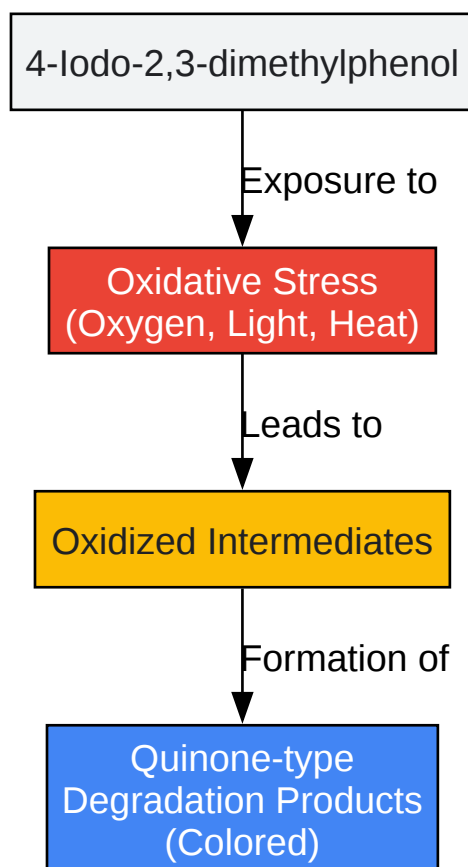 4-Iodo-2,3-dimethylphenol
Exposure to
Oxidative Stress
(Oxygen, Light, Heat)
Leads to
Oxidized Intermediates
Formation of
Quinone-type
Degradation Products
(Colored)